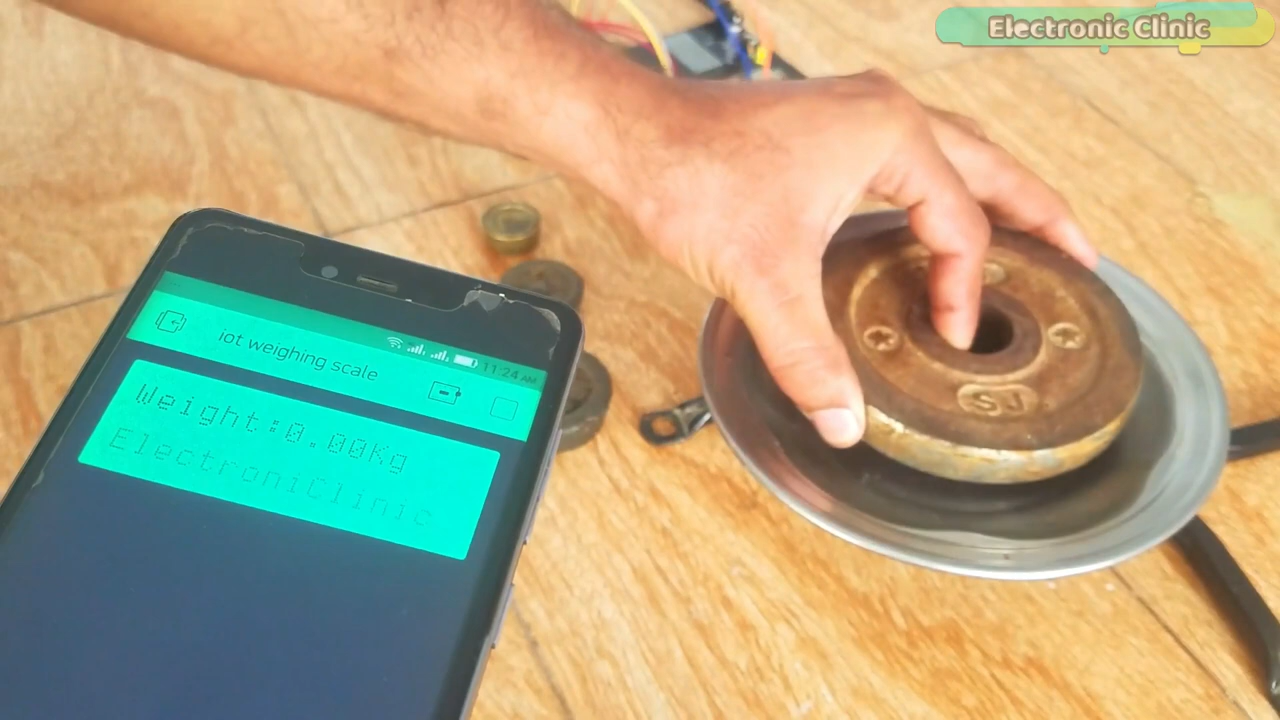 Electronic Clinic
11:24 AM
iot weighing scale
Weight:0.00Kg
ElectroniClinic
SJ